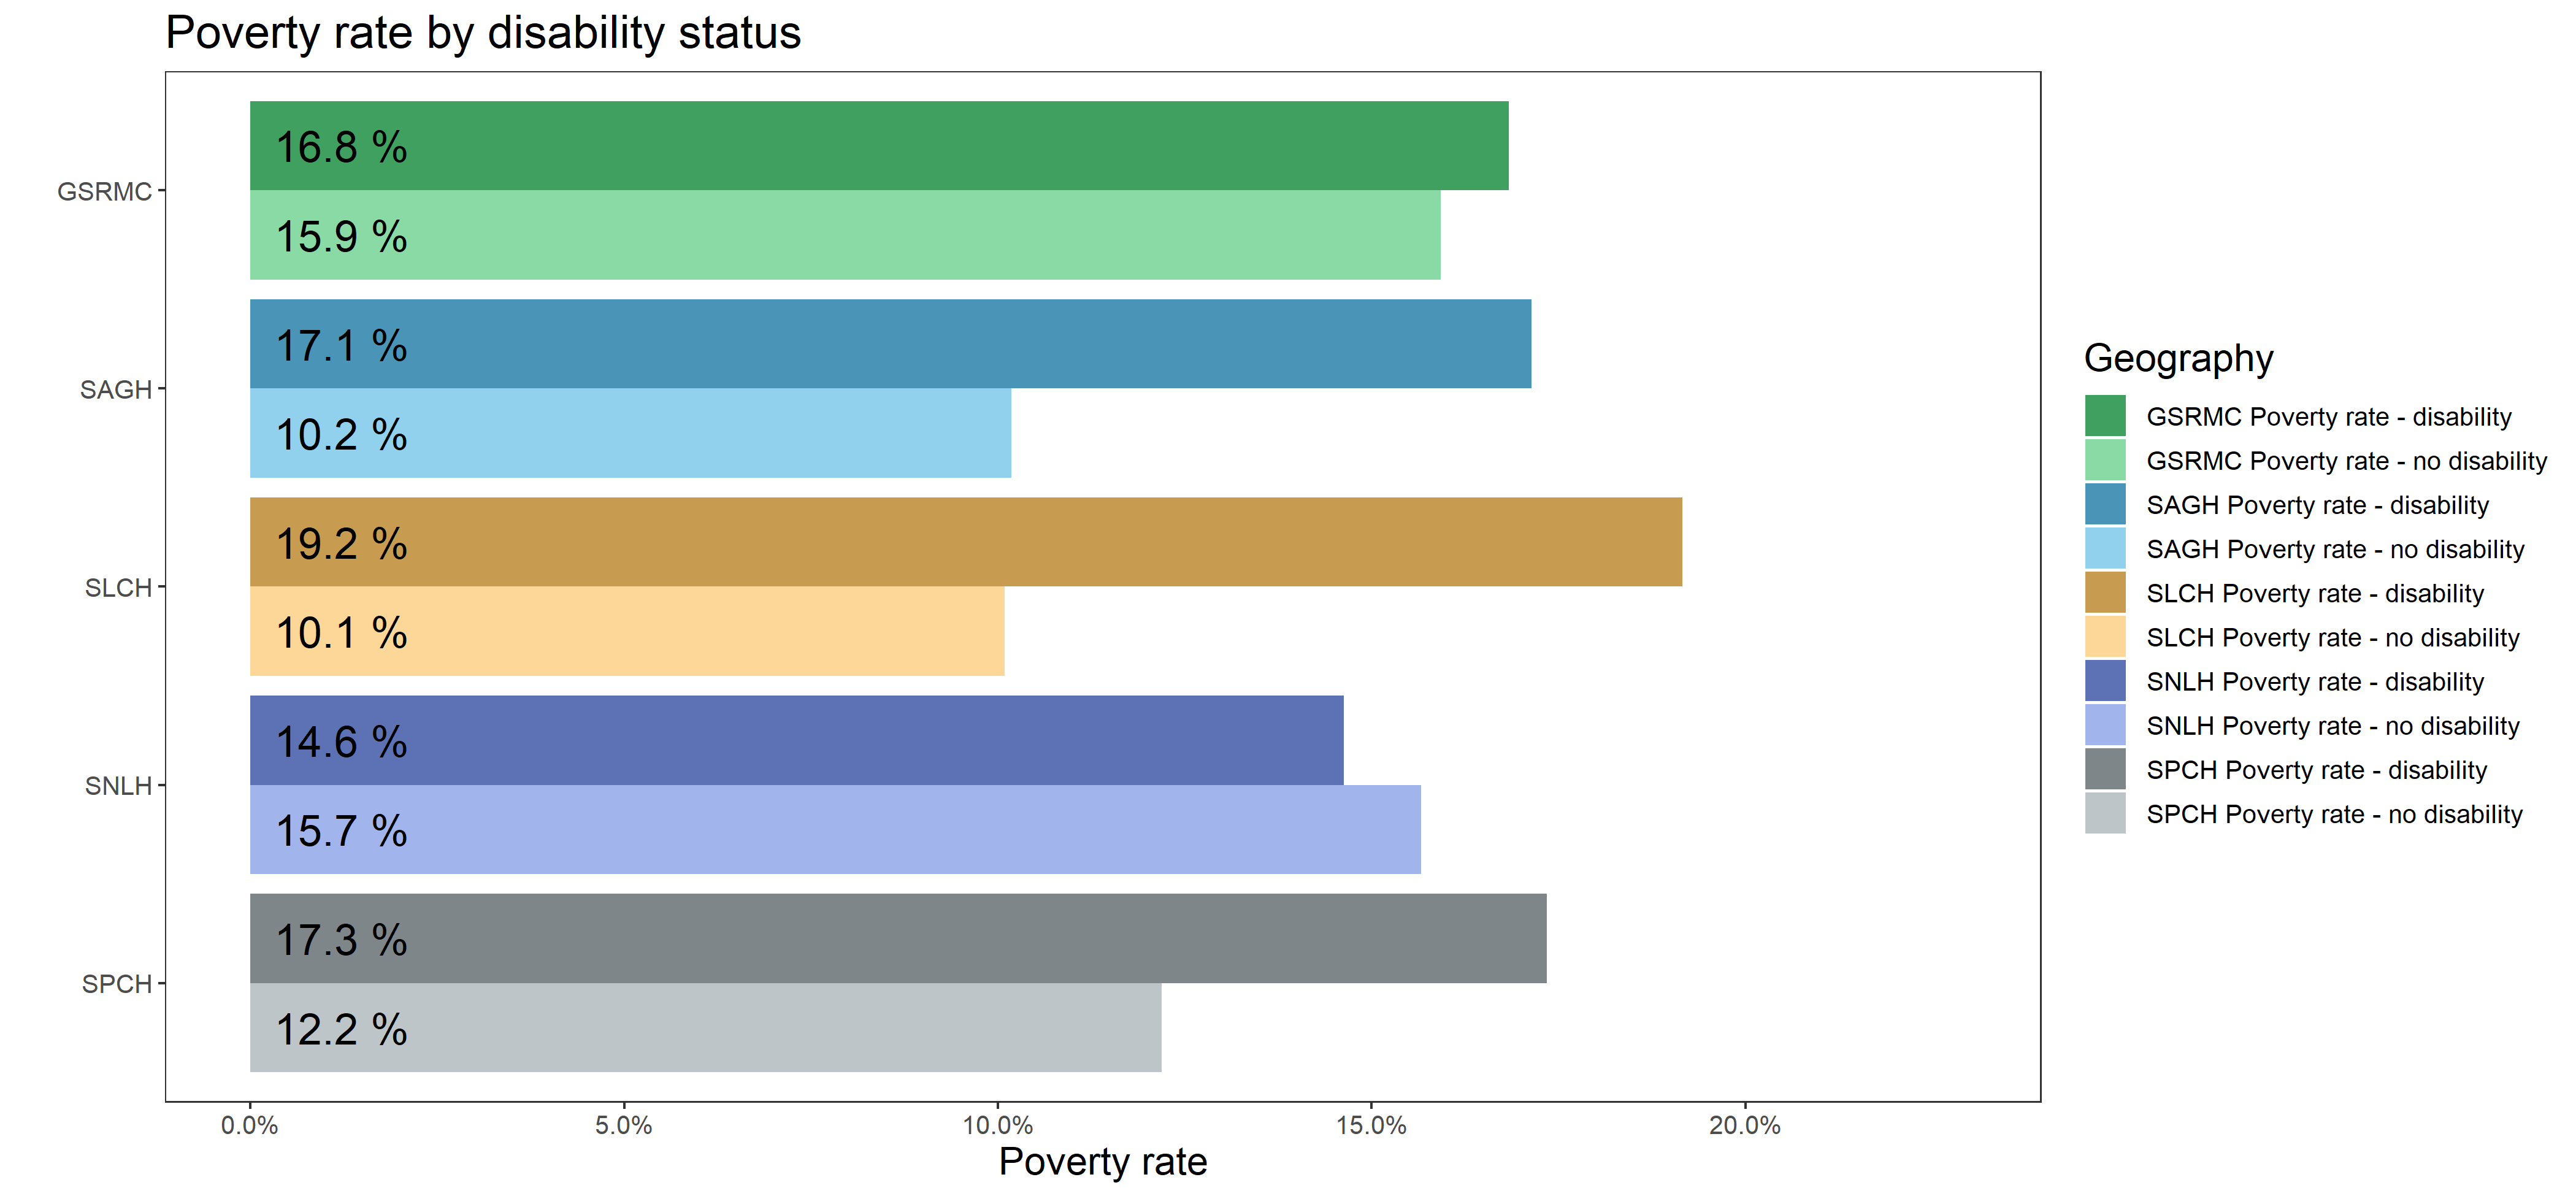 Poverty rate by disability status
GSRMC
16.8 %
15.9 %
SAGH
17.1 %
10.2 %
SLCH
19.2 %
10.1 %
SNLH
14.6 %
15.7 %
SPCH
17.3 %
12.2 %
0.0%
5.0%
10.0%
15.0%
20.0%
Poverty rate
Geography
GSRMC Poverty rate - disability
GSRMC Poverty rate - no disability
SAGH Poverty rate - disability
SAGH Poverty rate - no disability
SLCH Poverty rate - disability
SLCH Poverty rate - no disability
SNLH Poverty rate - disability
SNLH Poverty rate - no disability
SPCH Poverty rate - disability
SPCH Poverty rate - no disability